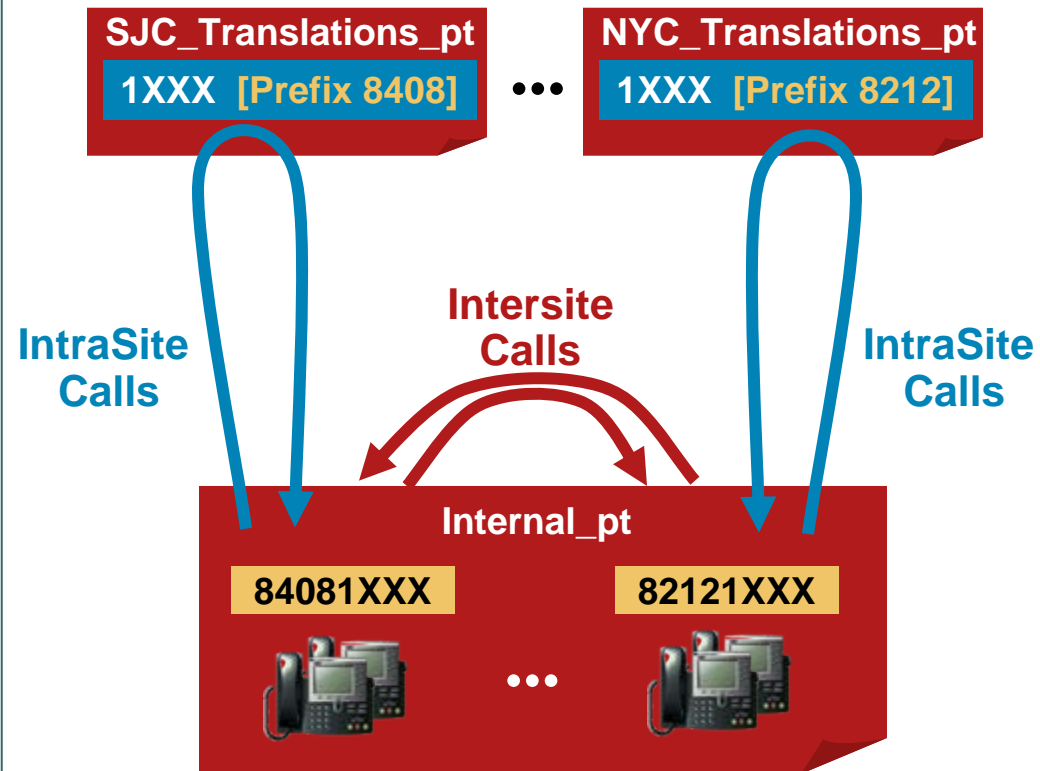 SJC_Translations_pt
1XXX [Prefix 8408]
...
NYC_Translations_pt
1XXX [Prefix 8212]
IntraSite
Calls
Intersite
Calls
IntraSite
Calls
Internal_pt
84081XXX
82121XXX
...